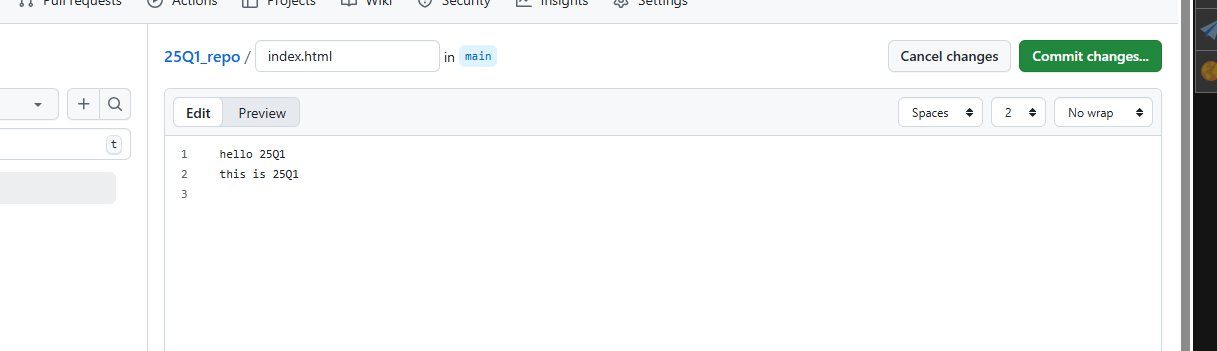 Pull requests Actions Projects Wiki Security Insights Settings
25Q1_repo / index.html in main Cancel changes Commit changes...
t
Edit Preview Spaces 2 No wrap
1 hello 25Q1
2 this is 25Q1
3